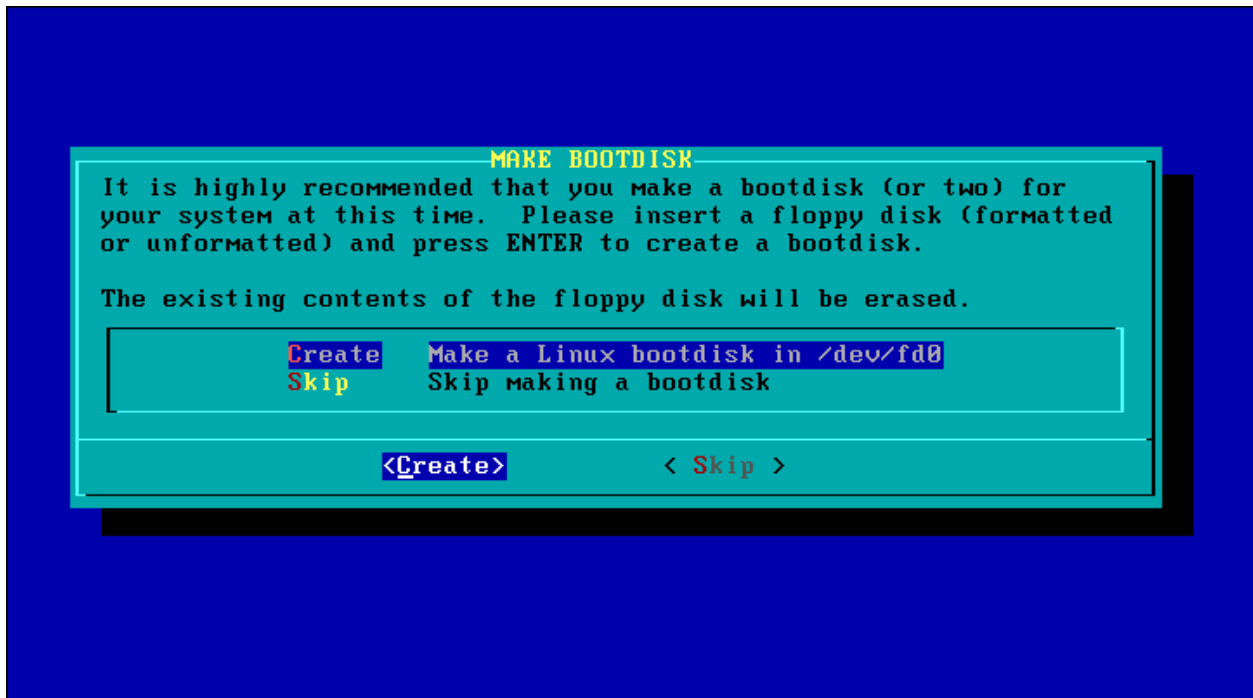 MAKE BOOTDISK
It is highly recommended that you make a bootdisk (or two) for
your system at this time.  Please insert a floppy disk (formatted
or unformatted) and press ENTER to create a bootdisk.
The existing contents of the floppy disk will be erased.
Create   Make a Linux bootdisk in /dev/fd0
Skip     Skip making a bootdisk
<Create>          < Skip >